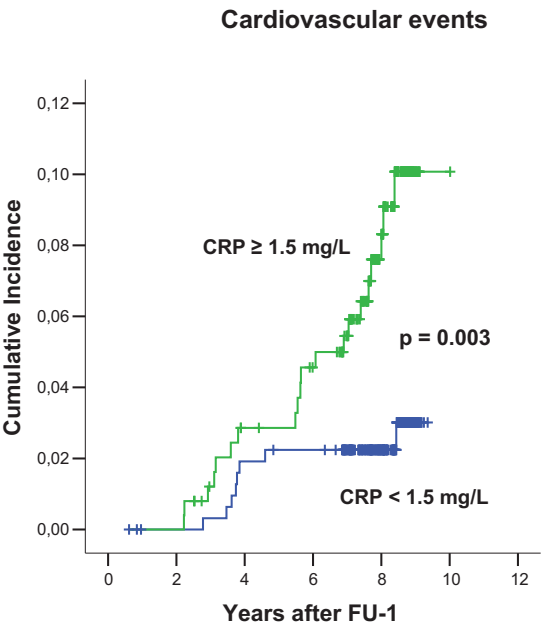 Cardiovascular events
0,12
0,10
0,08
0,06
0,04
0,02
0,00
Cumulative Incidence
CRP ≥ 1.5 mg/L
p = 0.003
CRP < 1.5 mg/L
0 2 4 6 8 10 12
Years after FU-1